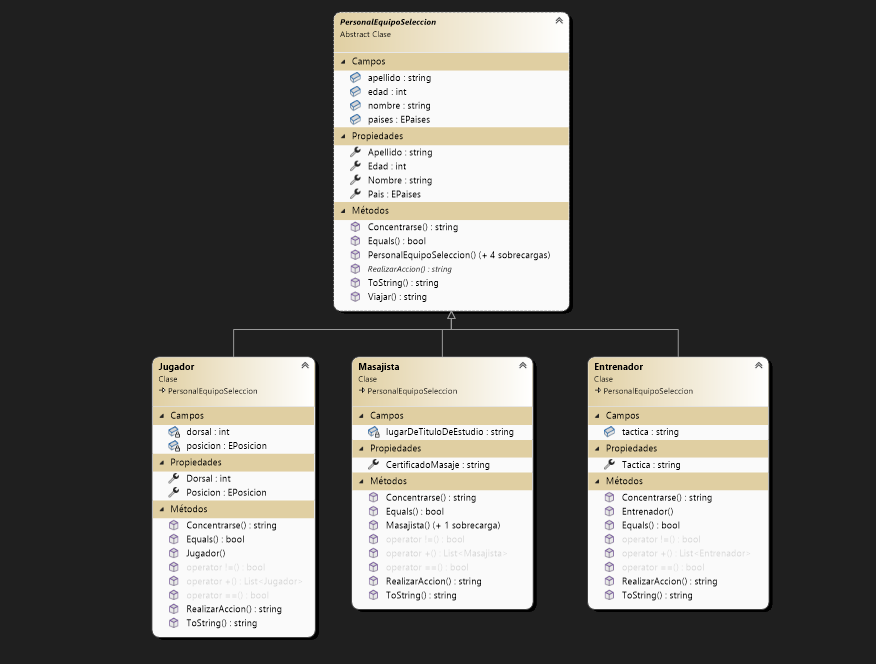 PersonalEquipoSeleccion
Abstract Clase
Campos
apellido : string
edad : int
nombre : string
paises : EPaises
Propiedades
Apellido : string
Edad : int
Nombre : string
Pais : EPaises
Métodos
Concentrarse() : string
Equals() : bool
PersonalEquipoSeleccion() (+ 4 sobrecargas)
RealizarAccion() : string
ToString() : string
Viajar() : string
Jugador
Clase
PersonalEquipoSeleccion
Campos
dorsal : int
posicion : EPosicion
Propiedades
Dorsal : int
Posicion : EPosicion
Métodos
Concentrarse() : string
Equals() : bool
Jugador()
operator !=() : bool
operator +() : List<Jugador>
operator ==() : bool
RealizarAccion() : string
ToString() : string
Masajista
Clase
PersonalEquipoSeleccion
Campos
lugarDeTituloDeEstudio : string
Propiedades
CertificadoMasaje : string
Métodos
Concentrarse() : string
Equals() : bool
Masajista() (+ 1 sobrecarga)
operator !=() : bool
operator +() : List<Masajista>
operator ==() : bool
RealizarAccion() : string
ToString() : string
Entrenador
Clase
PersonalEquipoSeleccion
Campos
tactica : string
Propiedades
Tactica : string
Métodos
Concentrarse() : string
Entrenador()
Equals() : bool
operator !=() : bool
operator +() : List<Entrenador>
operator ==() : bool
RealizarAccion() : string
ToString() : string